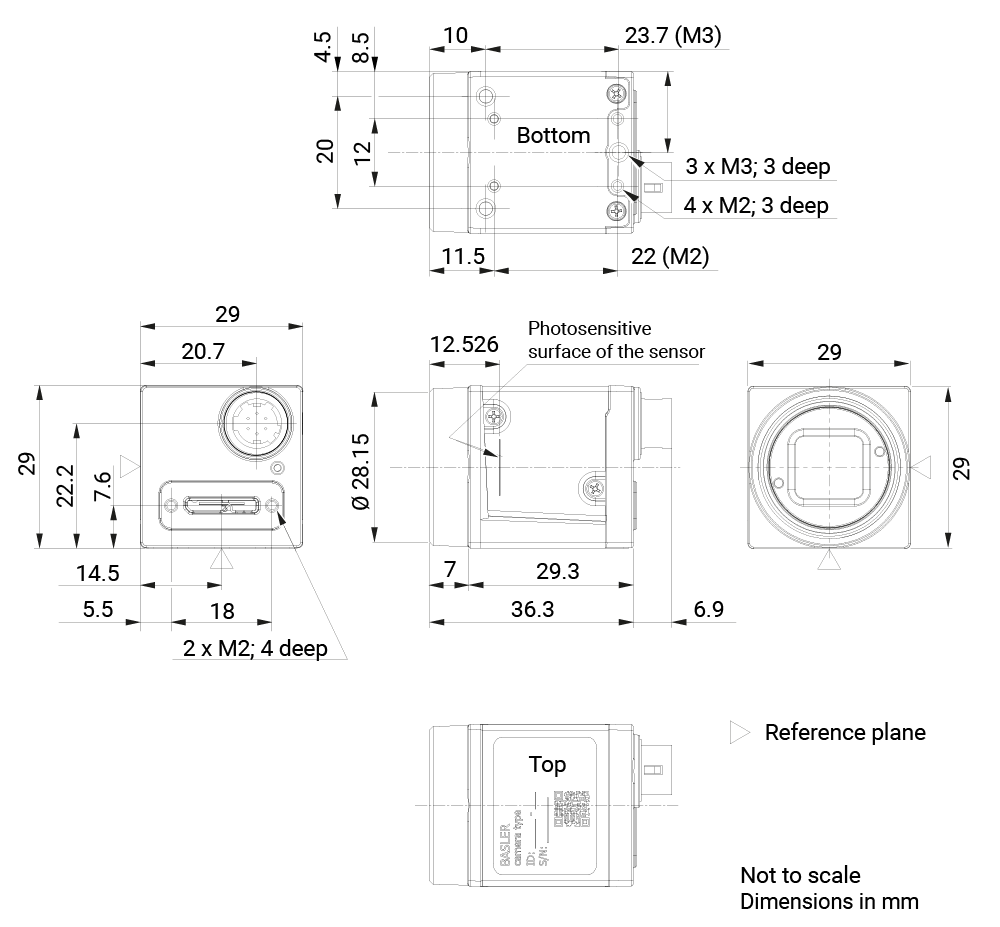 10
23.7 (M3)
4.5
8.5
20
12
Bottom
3 x M3; 3 deep
4 x M2; 3 deep
11.5
22 (M2)
29
20.7
29
22.2
7.6
14.5
5.5
18
2 x M2; 4 deep
12.526
Photosensitive
surface of the sensor
Ø 28.15
7
29.3
36.3
6.9
29
29
Top
BASLER
camera type
ID: -
S/N:
Reference plane
Not to scale
Dimensions in mm